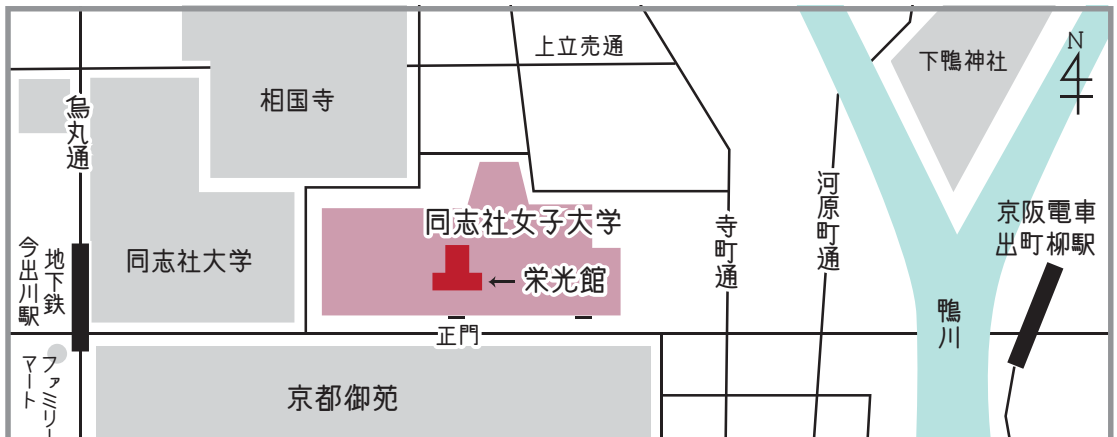 上立売通
下鴨神社
N
相国寺
烏丸通
河原町通
京阪電車
出町柳駅
同志社女子大学
寺町通
同志社大学
地下鉄
今出川駅
←栄光館
鴨川
正門
ファミリー
マート
京都御苑